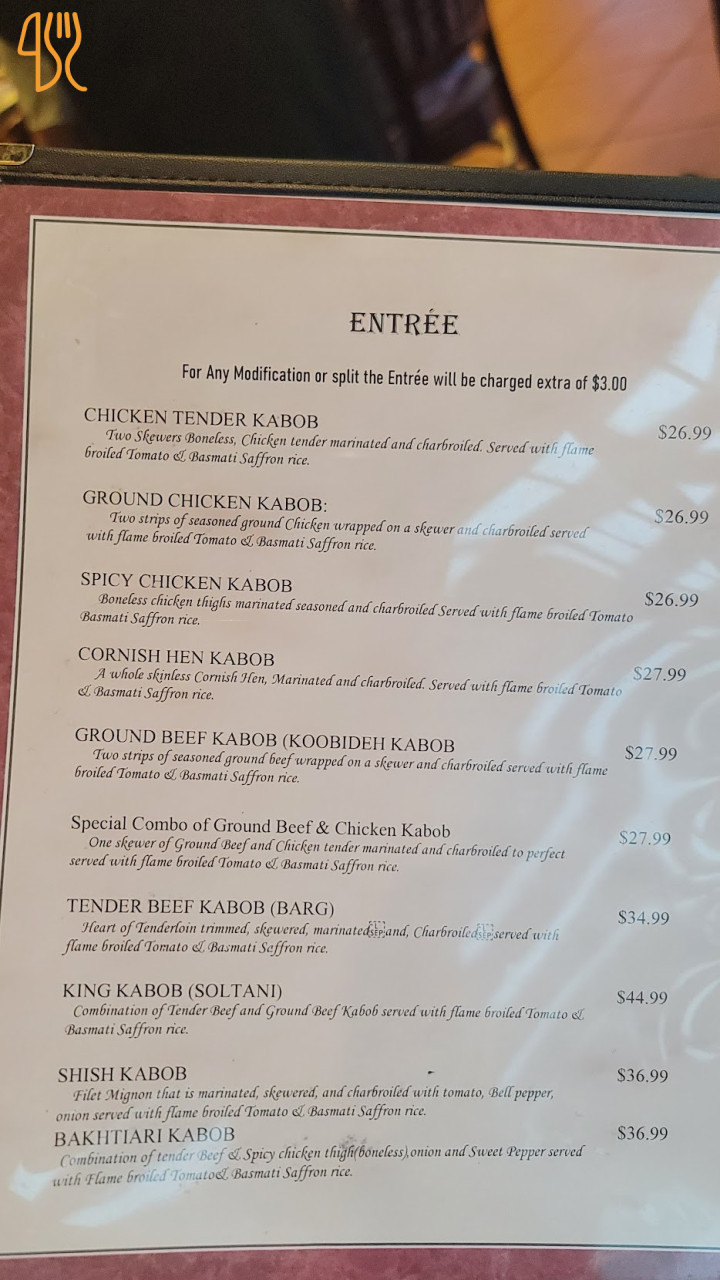 ENTRÉE
For Any Modification or split the Entrée will be charged extra of $3.00
CHICKEN TENDER KABOB $26.99
Two Skewers Boneless, Chicken tender marinated and charbroiled. Served with flame
broiled Tomato & Basmati Saffron rice.
GROUND CHICKEN KABOB: $26.99
Two strips of seasoned ground Chicken wrapped on a skewer and charbroiled served
with flame broiled Tomato & Basmati Saffron rice.
SPICY CHICKEN KABOB $26.99
Boneless chicken thighs marinated seasoned and charbroiled Served with flame broiled Tomato
Basmati Saffron rice.
CORNISH HEN KABOB $27.99
A whole skinless Cornish Hen, Marinated and charbroiled. Served with flame broiled Tomato
& Basmati Saffron rice.
GROUND BEEF KABOB (KOOBIDEH KABOB $27.99
Two strips of seasoned ground beef wrapped on a skewer and charbroiled served with flame
broiled Tomato & Basmati Saffron rice.
Special Combo of Ground Beef & Chicken Kabob $27.99
One skewer of Ground Beef and Chicken tender marinated and charbroiled to perfect
served with flame broiled Tomato & Basmati Saffron rice.
TENDER BEEF KABOB (BARG) $34.99
Heart of Tenderloin trimmed, skewered, marinated SEP and, Charbroiled SEP served with
flame broiled Tomato & Basmati Saffron rice.
KING KABOB (SOLTANI) $44.99
Combination of Tender Beef and Ground Beef Kabob served with flame broiled Tomato &
Basmati Saffron rice.
SHISH KABOB $36.99
Filet Mignon that is marinated, skewered, and charbroiled with tomato, Bell pepper,
onion served with flame broiled Tomato & Basmati Saffron rice.
BAKHTIARI KABOB $36.99
Combination of tender Beef & Spicy chicken thigh(boneless),onion and Sweet Pepper served
with Flame broiled Tomato& Basmati Saffron rice.